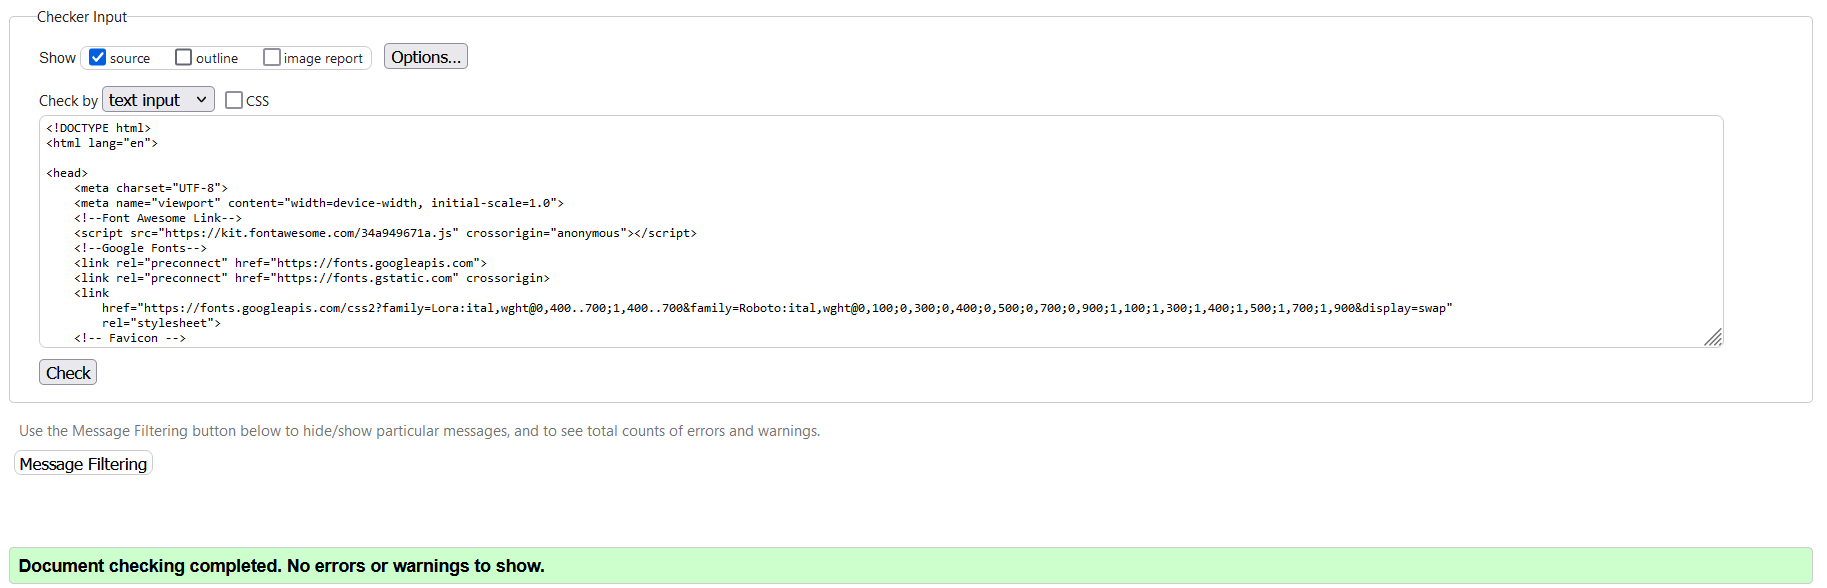 Checker Input
Show source outline image report Options...
Check by text input CSS
<!DOCTYPE html>
<html lang="en">
<head>
<meta charset="UTF-8">
<meta name="viewport" content="width=device-width, initial-scale=1.0">
<!--Font Awesome Link-->
<script src="https://kit.fontawesome.com/34a949671a.js" crossorigin="anonymous"></script>
<!--Google Fonts-->
<link rel="preconnect" href="https://fonts.googleapis.com">
<link rel="preconnect" href="https://fonts.gstatic.com" crossorigin>
<link
href="https://fonts.googleapis.com/css2?family=Lora:ital,wght@0,400..700;1,400..700&family=Roboto:ital,wght@0,100;0,300;0,400;0,500;0,700;0,900;1,100;1,300;1,400;1,500;1,700;1,900&display=swap"
rel="stylesheet">
<!-- Favicon -->
Check
Use the Message Filtering button below to hide/show particular messages, and to see total counts of errors and warnings.
Message Filtering
Document checking completed. No errors or warnings to show.